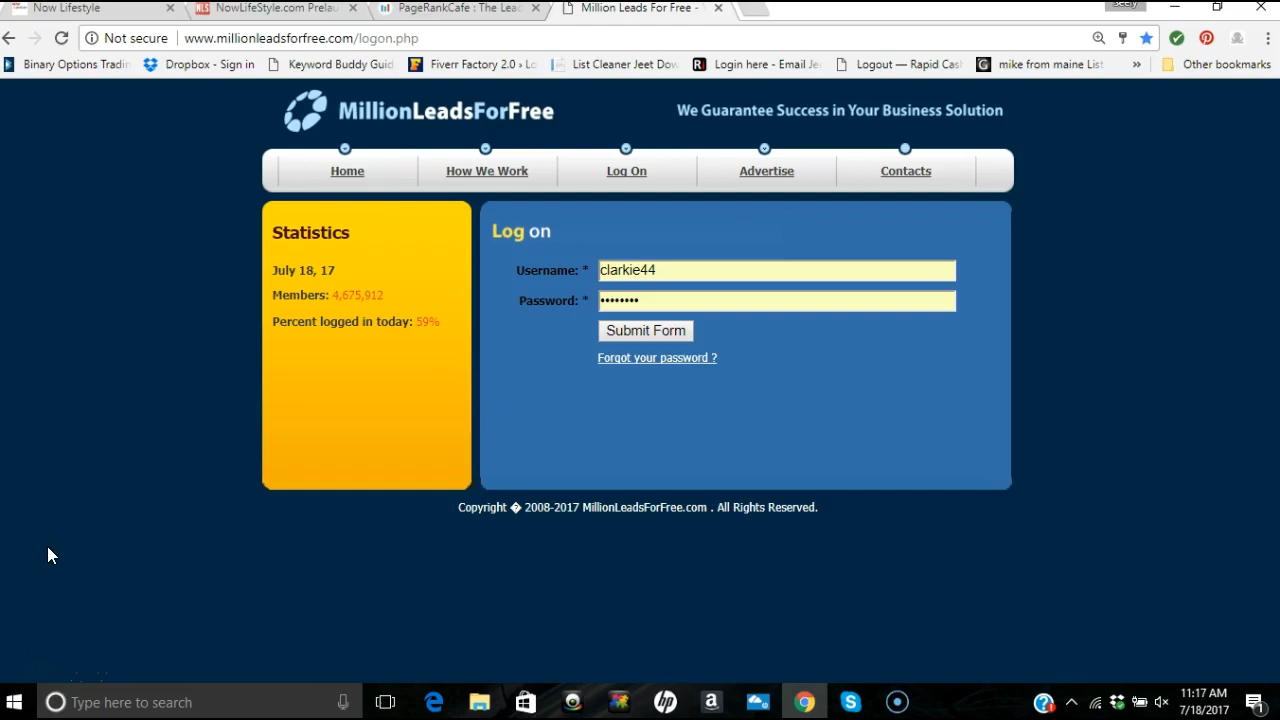 Now Lifestyle
NowLifeStyle.com Prelau
PageRankCafe : The Lead
Million Leads For Free -
Seely
Not secure
www.millionleadsforfree.com/logon.php
Binary Options Tradin
Dropbox - Sign in
Keyword Buddy Guid
Fiverr Factory 2.0 › Lo
List Cleaner Jeet Dow
Login here - Email Je
Logout — Rapid Cas
mike from maine List
»
Other bookmarks
MillionLeadsForFree
We Guarantee Success in Your Business Solution
Home
How We Work
Log On
Advertise
Contacts
Statistics
July 18, 17
Members: 4,675,912
Percent logged in today: 59%
Log on
Username: * clarkie44
Password: * ••••••••
Submit Form
Forgot your password ?
Copyright � 2008-2017 MillionLeadsForFree.com . All Rights Reserved.
Type here to search
11:17 AM
7/18/2017